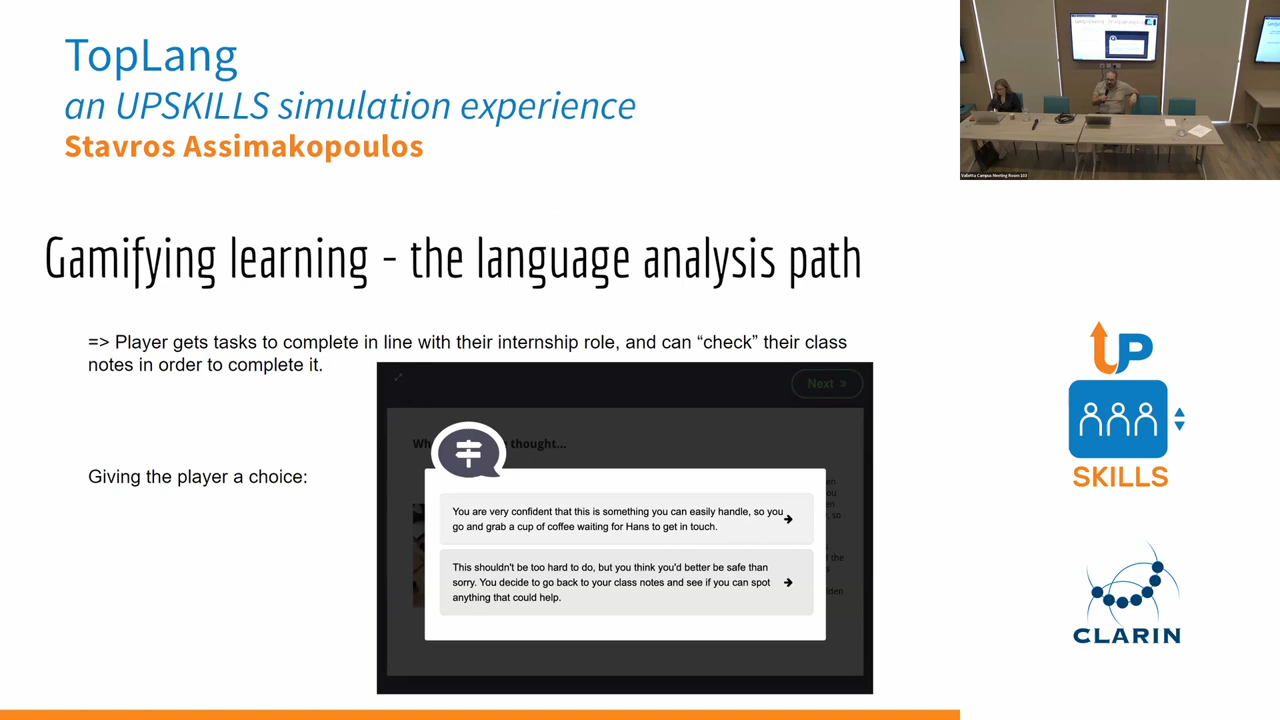 TopLang
an UPSKILLS simulation experience
Stavros Assimakopoulos
Valletta Campus Meeting Room 103
Gamifying learning - the language analysis path
=> Player gets tasks to complete in line with their internship role, and can “check” their class
notes in order to complete it.
Next »
thought...
Giving the player a choice:
You are very confident that this is something you can easily handle, so you
go and grab a cup of coffee waiting for Hans to get in touch.
This shouldn't be too hard to do, but you think you'd better be safe than
sorry. You decide to go back to your class notes and see if you can spot
anything that could help.
UP
SKILLS
CLARIN